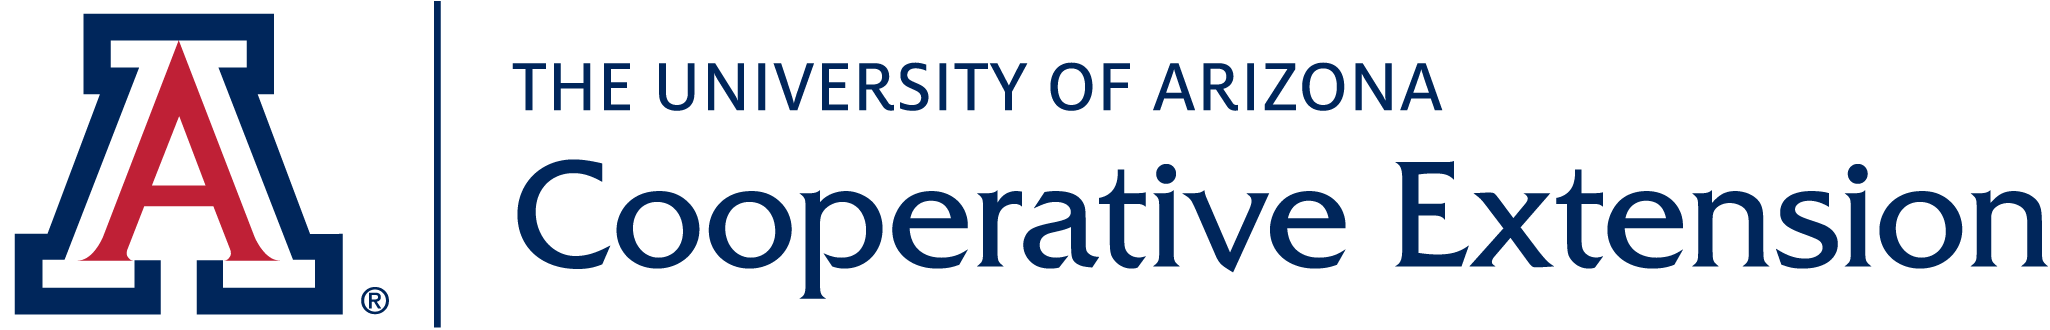 A ®
THE UNIVERSITY OF ARIZONA
Cooperative Extension